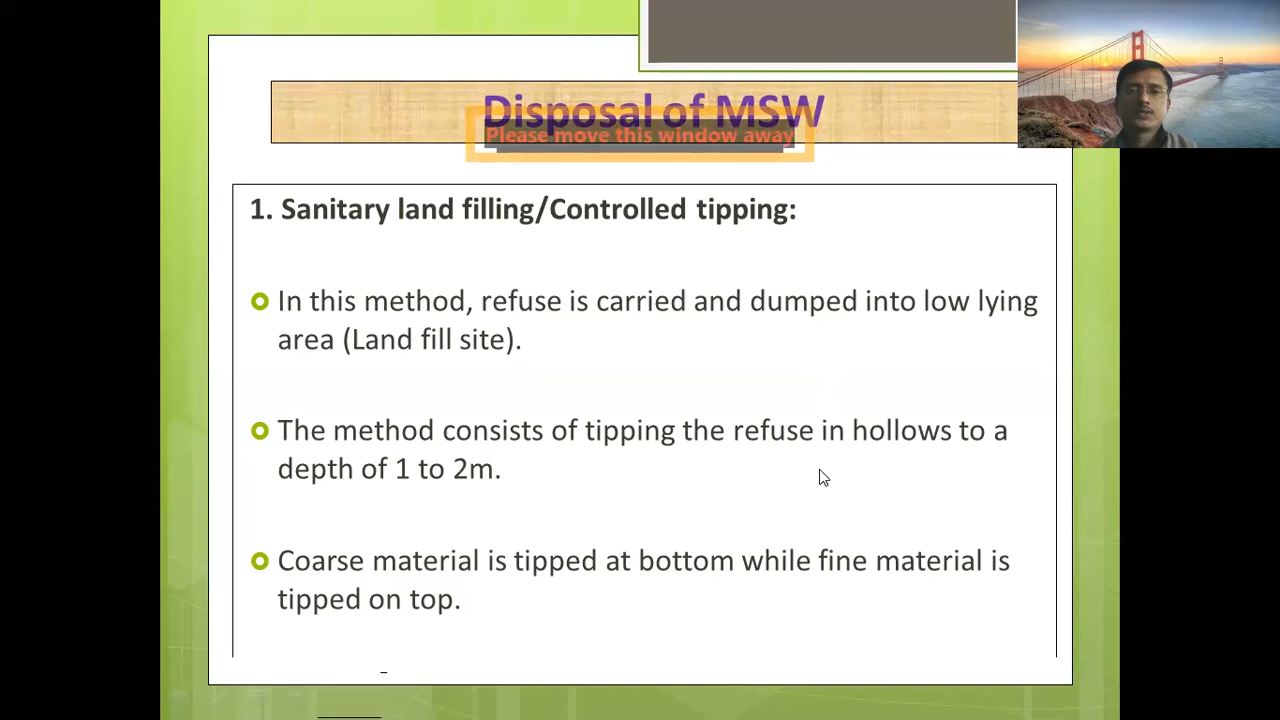 Disposal of MSW
Please move this window away
1. Sanitary land filling/Controlled tipping:
In this method, refuse is carried and dumped into low lying
area (Land fill site).
The method consists of tipping the refuse in hollows to a
depth of 1 to 2m.
Coarse material is tipped at bottom while fine material is
tipped on top.